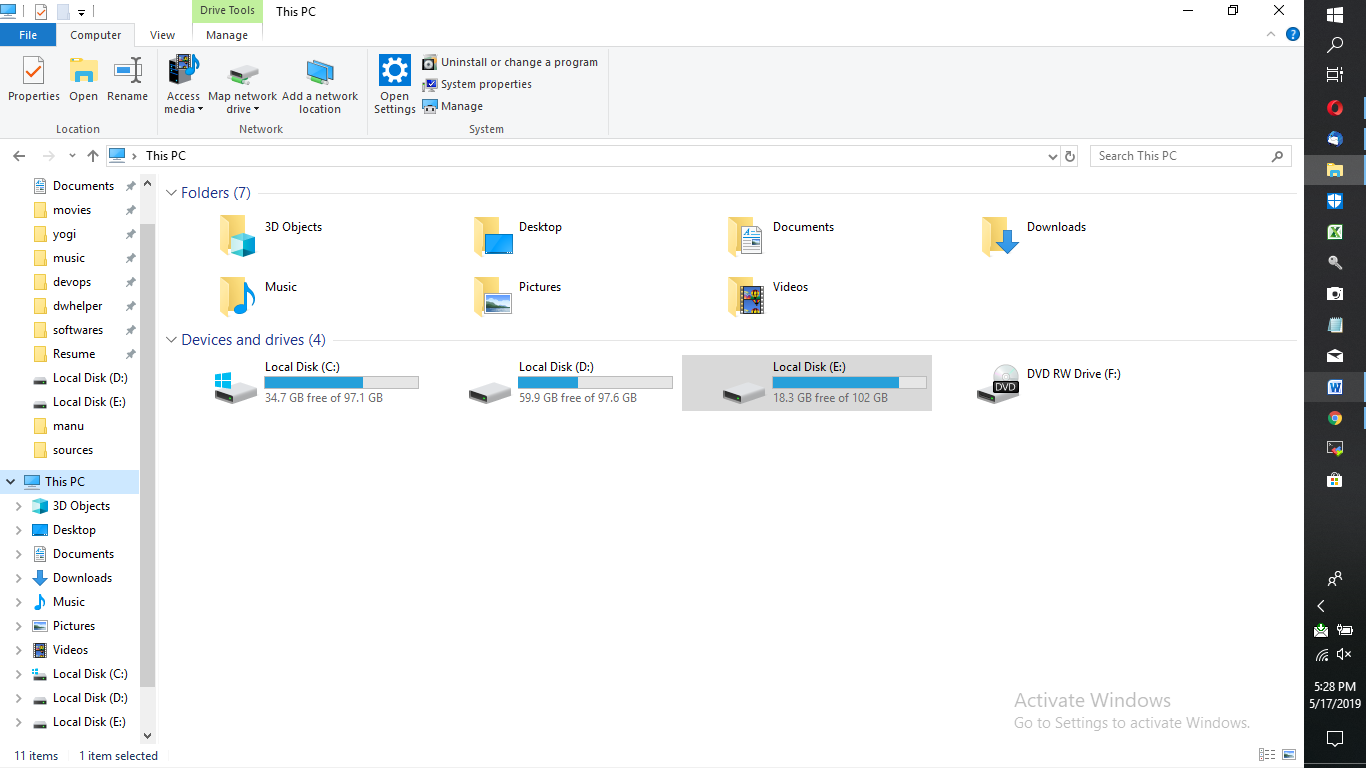 Drive Tools
This PC
File
Computer
View
Manage
Properties
Open
Rename
Access media
Map network drive
Add a network location
Open Settings
Uninstall or change a program
System properties
Manage
Location
Network
System
This PC
Search This PC
Documents
movies
yogi
music
devops
dwhelper
softwares
Resume
Local Disk (D:)
Local Disk (E:)
manu
sources
This PC
3D Objects
Desktop
Documents
Downloads
Music
Pictures
Videos
Local Disk (C:)
Local Disk (D:)
Local Disk (E:)
Folders (7)
3D Objects
Desktop
Documents
Downloads
Music
Pictures
Videos
Devices and drives (4)
Local Disk (C:)
34.7 GB free of 97.1 GB
Local Disk (D:)
59.9 GB free of 97.6 GB
Local Disk (E:)
18.3 GB free of 102 GB
DVD
DVD RW Drive (F:)
Activate Windows
Go to Settings to activate Windows.
11 items
1 item selected
5:28 PM
5/17/2019